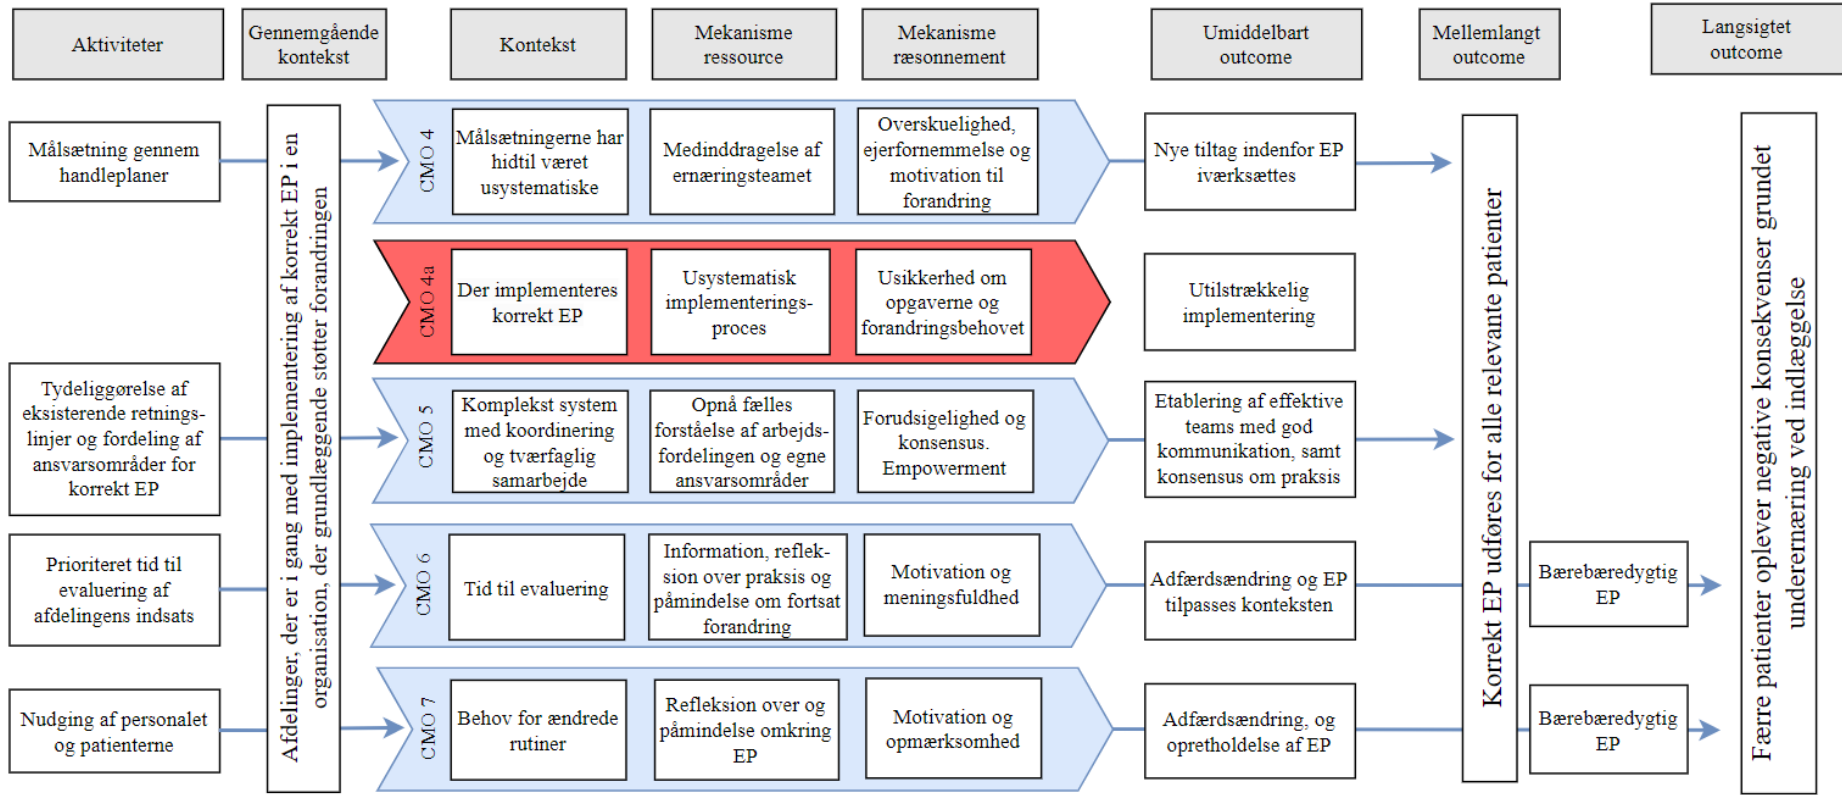 Aktiviteter
Gennemgående
kontekst
Kontekst
Mekanisme
ressource
Mekanisme
ræsonnement
Umiddelbart
outcome
Mellemlangt
outcome
Langsigtet
outcome
Målsætning gennem
handleplaner
Afdelinger, der er i gang med implementering af korrekt EP i en
organisation, der grundlæggende støtter forandringen
CMO 4
Målsætningerne har
hidtil været
usystematiske
Medinddragelse af
ernæringsteamet
Overskuelighed,
ejerfornemmelse og
motivation til
forandring
Nye tiltag indenfor EP
iværksættes
Korrekt EP udføres for alle relevante patienter
Færre patienter oplever negative konsekvenser grundet
underernæring ved indlæggelse
CMO 4a
Der implementeres
korrekt EP
Usystematisk
implementerings-
proces
Usikkerhed om
opgaverne og
forandringsbehovet
Utilstrækkelig
implementering
Tydeliggørelse af
eksisterende retnings-
linjer og fordeling af
ansvarsområder for
korrekt EP
CMO 5
Komplekst system
med koordinering
og tværfaglig
samarbejde
Opnå fælles
forståelse af arbejds-
fordelingen og egne
ansvarsområder
Forudsigelighed og
konsensus.
Empowerment
Etablering af effektive
teams med god
kommunikation, samt
konsensus om praksis
Prioriteret tid til
evaluering af
afdelingens indsats
CMO 6
Tid til evaluering
Information, reflek-
sion over praksis og
påmindelse om fortsat
forandring
Motivation og
meningsfuldhed
Adfærdsændring og EP
tilpasses konteksten
Bærebæredygtig
EP
Nudging af personalet
og patienterne
CMO 7
Behov for ændrede
rutiner
Refleksion over og
påmindelse omkring
EP
Motivation og
opmærksomhed
Adfærdsændring, og
opretholdelse af EP
Bærebæredygtig
EP